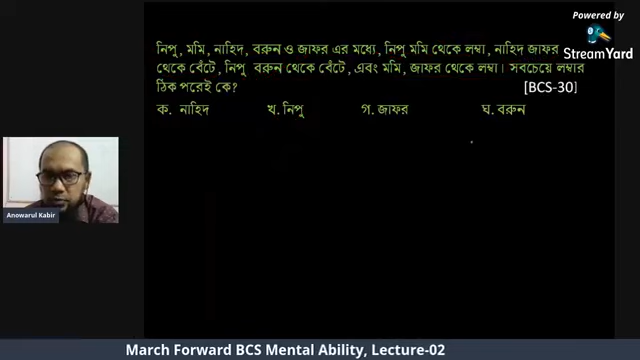 Powered by
StreamYard
নিপু, মমি, নাহিদ, বরুন ও জাফর এর মধ্যে, নিপু মমি থেকে লম্বা, নাহিদ জাফর
থেকে বেঁটে, নিপু বরুন থেকে বেঁটে, এবং মমি, জাফর থেকে লম্বা। সবচেয়ে লম্বার
ঠিক পরেই কে? [BCS-30]
ক. নাহিদ খ. নিপু গ. জাফর ঘ. বরুন
Anowarul Kabir
March Forward BCS Mental Ability, Lecture-02